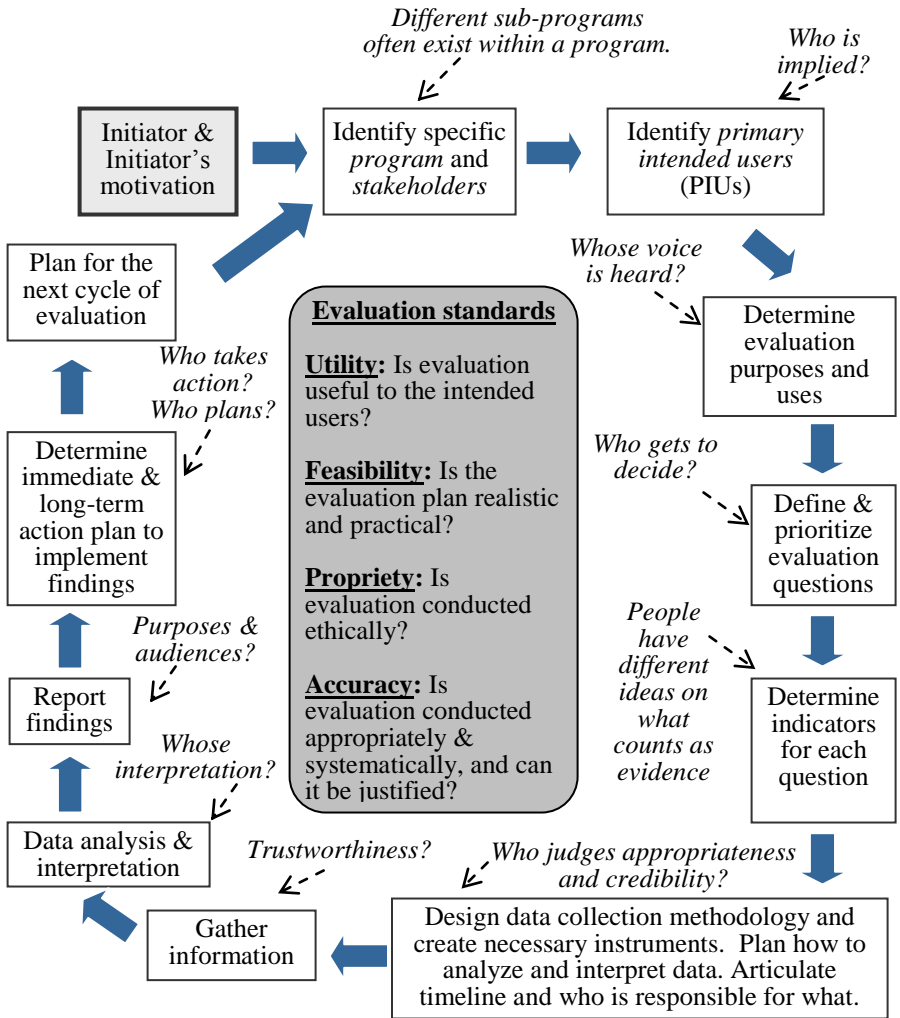 Different sub-programs
often exist within a program.
Who is
implied?
Initiator &
Initiator's
motivation
Identify specific
program and
stakeholders
Identify primary
intended users
(PIUs)
Whose voice
is heard?
Determine
evaluation
purposes and
uses
Who gets to
decide?
Define &
prioritize
evaluation
questions
People
have
different
ideas on
what
counts as
evidence
Determine
indicators
for each
question
Who judges appropriateness
and credibility?
Design data collection methodology and
create necessary instruments. Plan how to
analyze and interpret data. Articulate
timeline and who is responsible for what.
Trustworthiness?
Gather
information
Whose
interpretation?
Data analysis &
interpretation
Purposes &
audiences?
Report
findings
Who takes
action?
Who plans?
Determine
immediate &
long-term
action plan to
implement
findings
Plan for the
next cycle of
evaluation
Evaluation standards
Utility: Is evaluation
useful to the intended
users?
Feasibility: Is the
evaluation plan realistic
and practical?
Propriety: Is
evaluation conducted
ethically?
Accuracy: Is
evaluation conducted
appropriately &
systematically, and can
it be justified?